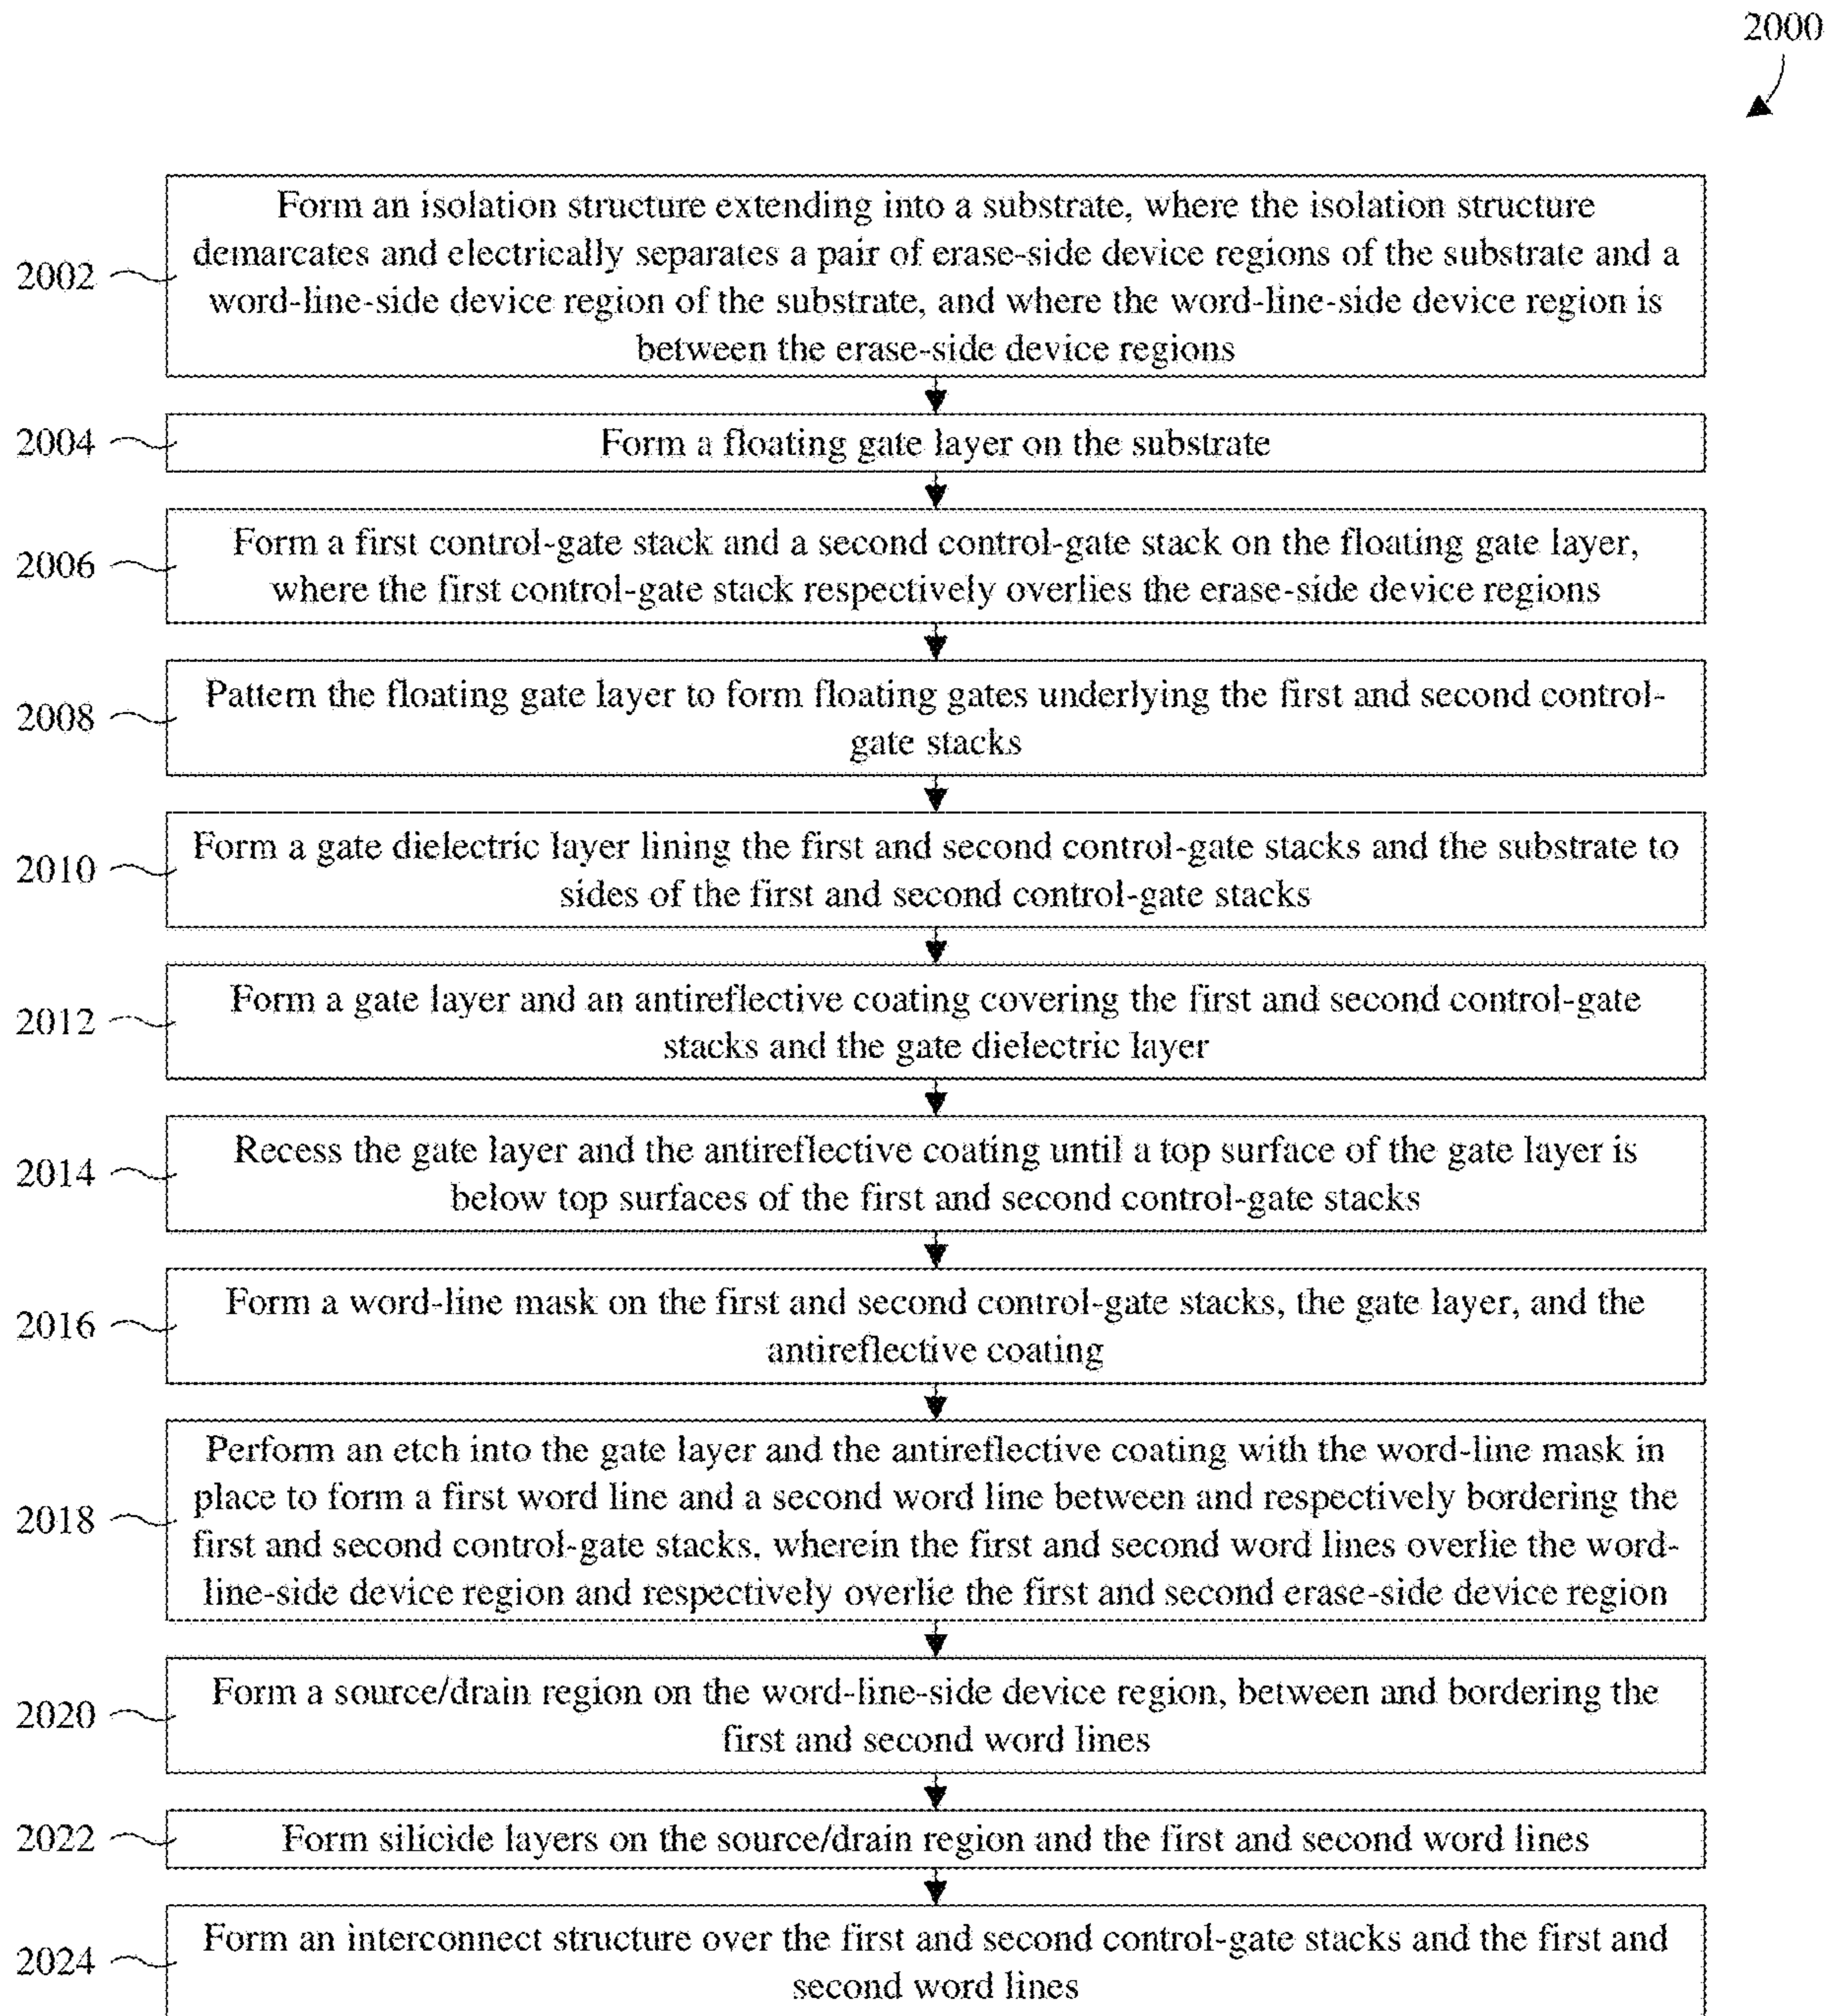 2000
Form an isolation structure extending into a substrate, where the isolation structure
demarcates and electrically separates a pair of erase-side device regions of the substrate and a
2002
word-line-side device region of the substrate, and where the word-line-side device region is
between the erase-side device regions
2004
Form a floating gate layer on the substrate
2006
Form a first control-gate stack and a second control-gate stack on the floating gate layer,
where the first control-gate stack respectively overlies the erase-side device regions
2008
Pattern the floating gate layer to form floating gates underlying the first and second control-
gate stacks
2010
Form a gate dielectric layer lining the first and second control-gate stacks and the substrate to
sides of the first and second control-gate stacks
2012
Form a gate layer and an antireflective coating covering the first and second control-gate
stacks and the gate dielectric layer
2014
Recess the gate layer and the antireflective coating until a top surface of the gate layer is
below top surfaces of the first and second control-gate stacks
2016
Form a word-line mask on the first and second control-gate stacks, the gate layer, and the
antireflective coating
2018
Perform an etch into the gate layer and the antireflective coating with the word-line mask in
place to form a first word line and a second word line between and respectively bordering the
first and second control-gate stacks, wherein the first and second word lines overlie the word-
line-side device region and respectively overlie the first and second erase-side device region
2020
Form a source/drain region on the word-line-side device region, between and bordering the
first and second word lines
2022
Form silicide layers on the source/drain region and the first and second word lines
2024
Form an interconnect structure over the first and second control-gate stacks and the first and
second word lines